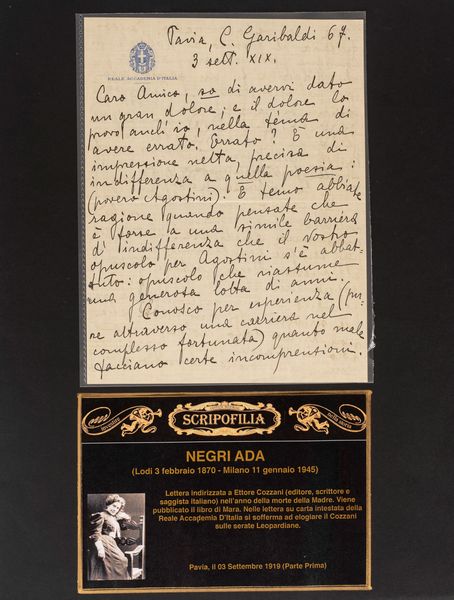 Pavia, C. Garibaldi 67.
3 sett. XIX.
REALE ACCADEMIA D'ITALIA
Caro Amico, so di avervi dato
un gran dolore; e il dolore lo
provo anch'io, nella téma di
avere errato. Errato? È una
impressione netta, precisa di
indifferenza a quella poesia:
(povero Agostini). E temo abbiate
ragione quando pensate che
è forse a una simile barriera
d'indifferenza che il vostro
opuscolo per Agostini s'è abbat-
tuto: opuscolo che riassume
una generosa lotta di anni.
Conosco per esperienza (pu-
re attraverso una carriera nel
complesso fortunata) quanto male
facciano certe incomprensioni.
SCRIPOFILIA
NEGRI ADA
(Lodi 3 febbraio 1870 - Milano 11 gennaio 1945)
Lettera indirizzata a Ettore Cozzani (editore, scrittore e
saggista italiano) nell'anno della morte della Madre. Viene
pubblicato il libro di Mara. Nelle lettera su carta intestata della
Reale Accademia D'Italia si sofferma ad elogiare il Cozzani
sulle serate Leopardiane.
Pavia, il 03 Settembre 1919 (Parte Prima)